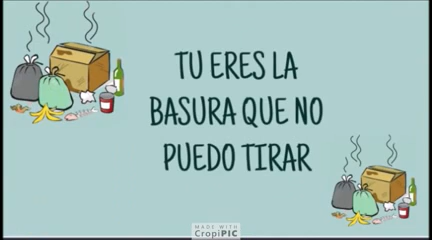 TU ERES LA
BASURA QUE NO
PUEDO TIRAR
MADE WITH
CropiPIC